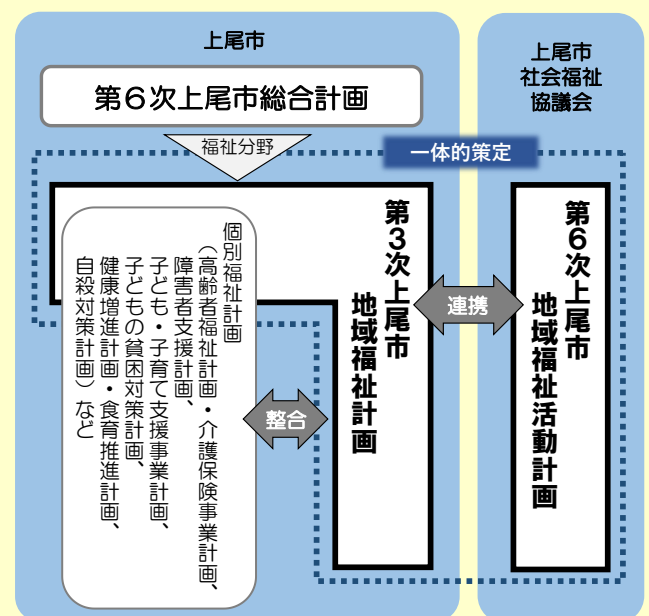 上尾市
第6次上尾市総合計画
福祉分野
上尾市
社会福祉
協議会
一体的策定
個別福祉計画
（高齢者福祉計画・介護保険事業計画、
障害者支援計画、
子ども・子育て支援事業計画、
子どもの貧困対策計画、
健康増進計画・食育推進計画、
自殺対策計画）など
整合
第3次上尾市
地域福祉計画
連携
第6次上尾市
地域福祉活動計画